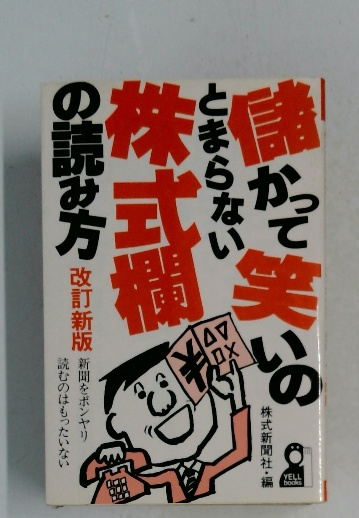 儲かって笑いの
とまらない
株式欄
の読み方
改訂新版
新聞をボンヤリ
読むのはもったいない
株式新聞社・編
YELL
books